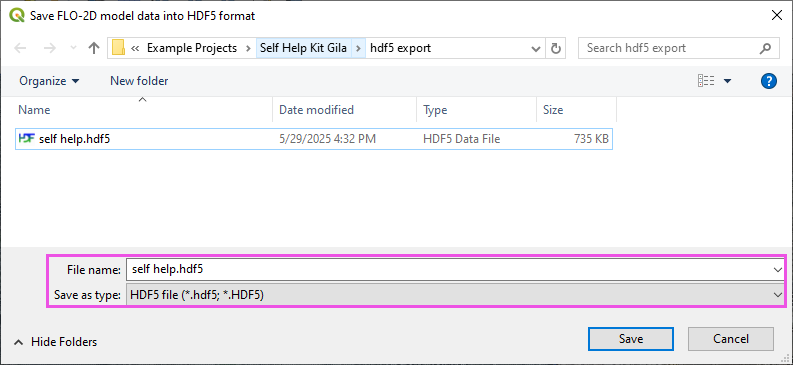 Save FLO-2D model data into HDF5 format
« Example Projects › Self Help Kit Gila › hdf5 export
Search hdf5 export
Organize New folder
Name Date modified Type Size
self help.hdf5 5/29/2025 4:32 PM HDF5 Data File 735 KB
File name: self help.hdf5
Save as type: HDF5 file (*.hdf5; *.HDF5)
Hide Folders Save Cancel